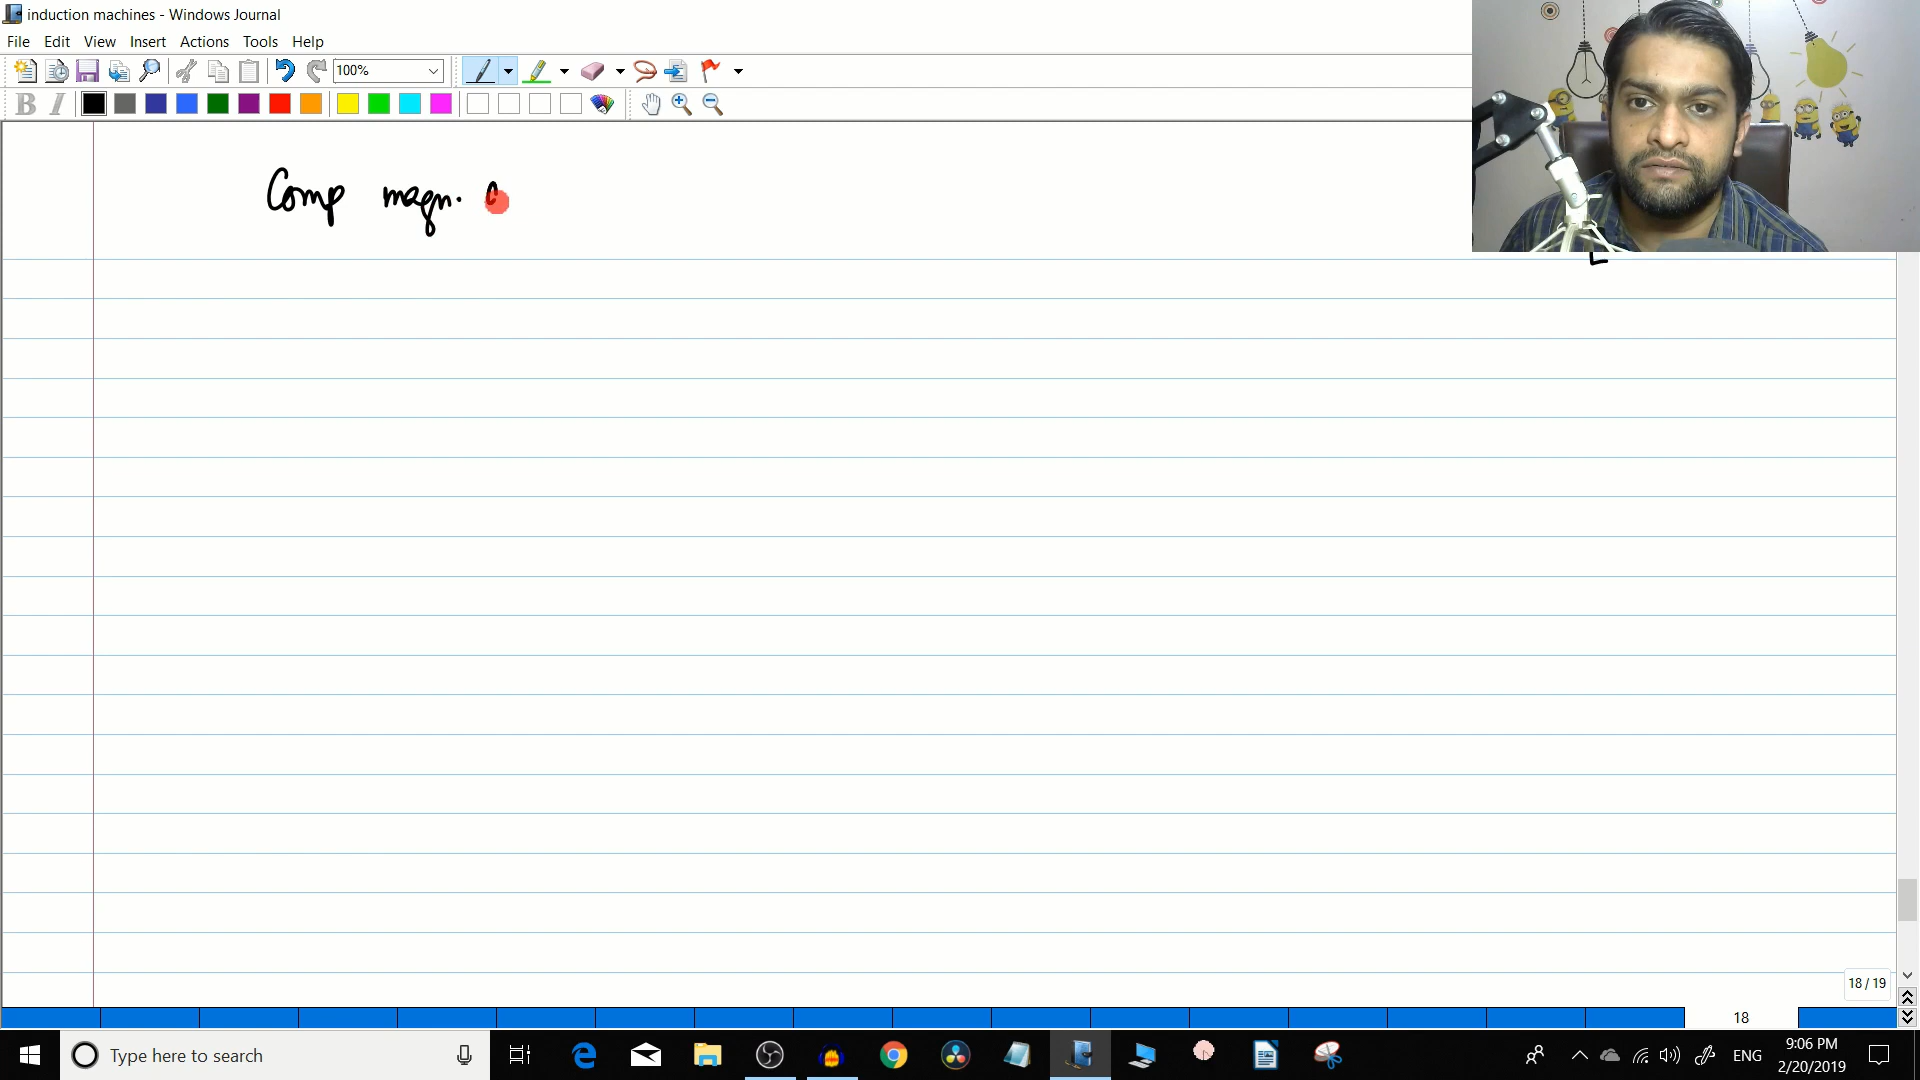 induction machines - Windows Journal
File Edit View Insert Actions Tools Help
100%
B I
Comp magn.
18 / 19
18
Type here to search
ENG
9:06 PM
2/20/2019